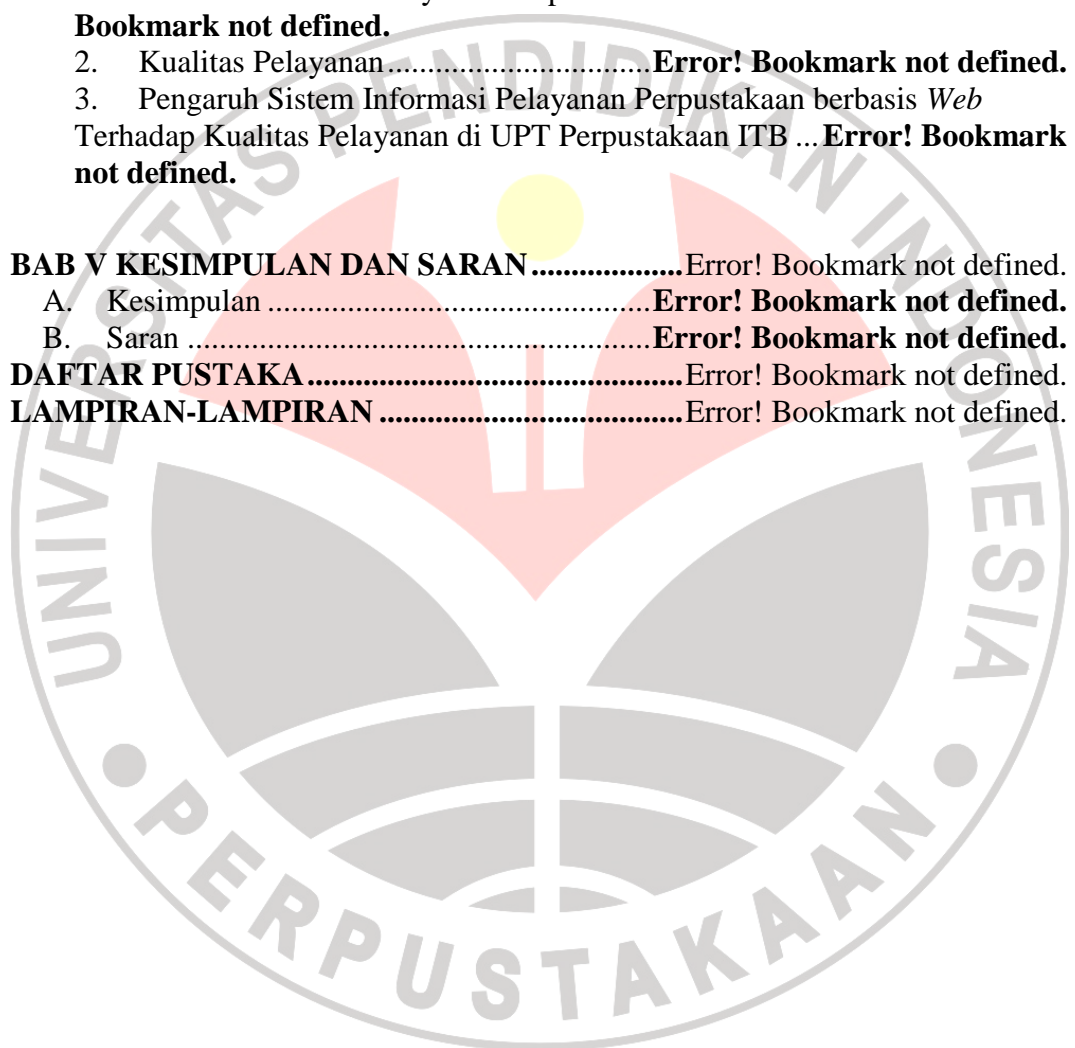 Bookmark not defined.
2. Kualitas Pelayanan.................................Error! Bookmark not defined.
3. Pengaruh Sistem Informasi Pelayanan Perpustakaan berbasis Web
Terhadap Kualitas Pelayanan di UPT Perpustakaan ITB ...Error! Bookmark
not defined.
BAB V KESIMPULAN DAN SARAN...................Error! Bookmark not defined.
A. Kesimpulan ................................................Error! Bookmark not defined.
B. Saran ..........................................................Error! Bookmark not defined.
DAFTAR PUSTAKA...............................................Error! Bookmark not defined.
LAMPIRAN-LAMPIRAN ......................................Error! Bookmark not defined.
UNIVERSITAS PENDIDIKAN INDONESIA
PERPUSTAKAAN